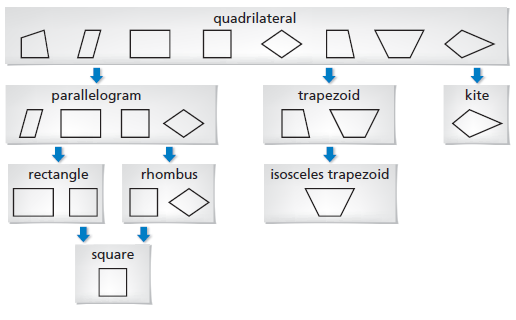 quadrilateral
parallelogram
trapezoid
kite
rectangle
rhombus
isosceles trapezoid
square